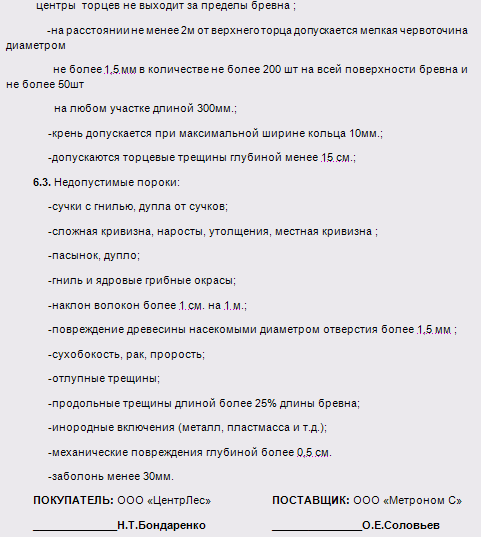 центры торцев не выходит за пределы бревна ;
-на расстоянии не менее 2м от верхнего торца допускается мелкая червоточина
диаметром
не более 1,5 мм в количестве не более 200 шт на всей поверхности бревна и
не более 50шт
на любом участке длиной 300мм.;
-крень допускается при максимальной ширине кольца 10мм.;
-допускаются торцевые трещины глубиной менее 15 см.;
6.3. Недопустимые пороки:
-сучки с гнилью, дупла от сучков;
-сложная кривизна, наросты, утолщения, местная кривизна ;
-пасынок, дупло;
-гниль и ядровые грибные окрасы;
-наклон волокон более 1 см. на 1 м.;
-повреждение древесины насекомыми диаметром отверстия более 1,5 мм ;
-сухобокость, рак, прорость;
-отлупные трещины;
-продольные трещины длиной более 25% длины бревна;
-инородные включения (металл, пластмасса и т.д.);
-механические повреждения глубиной более 0,5 см.
-заболонь менее 30мм.
ПОКУПАТЕЛЬ: ООО «ЦентрЛес» ПОСТАВЩИК: ООО «Метроном С»
______________Н.Т.Бондаренко _______________О.Е.Соловьев